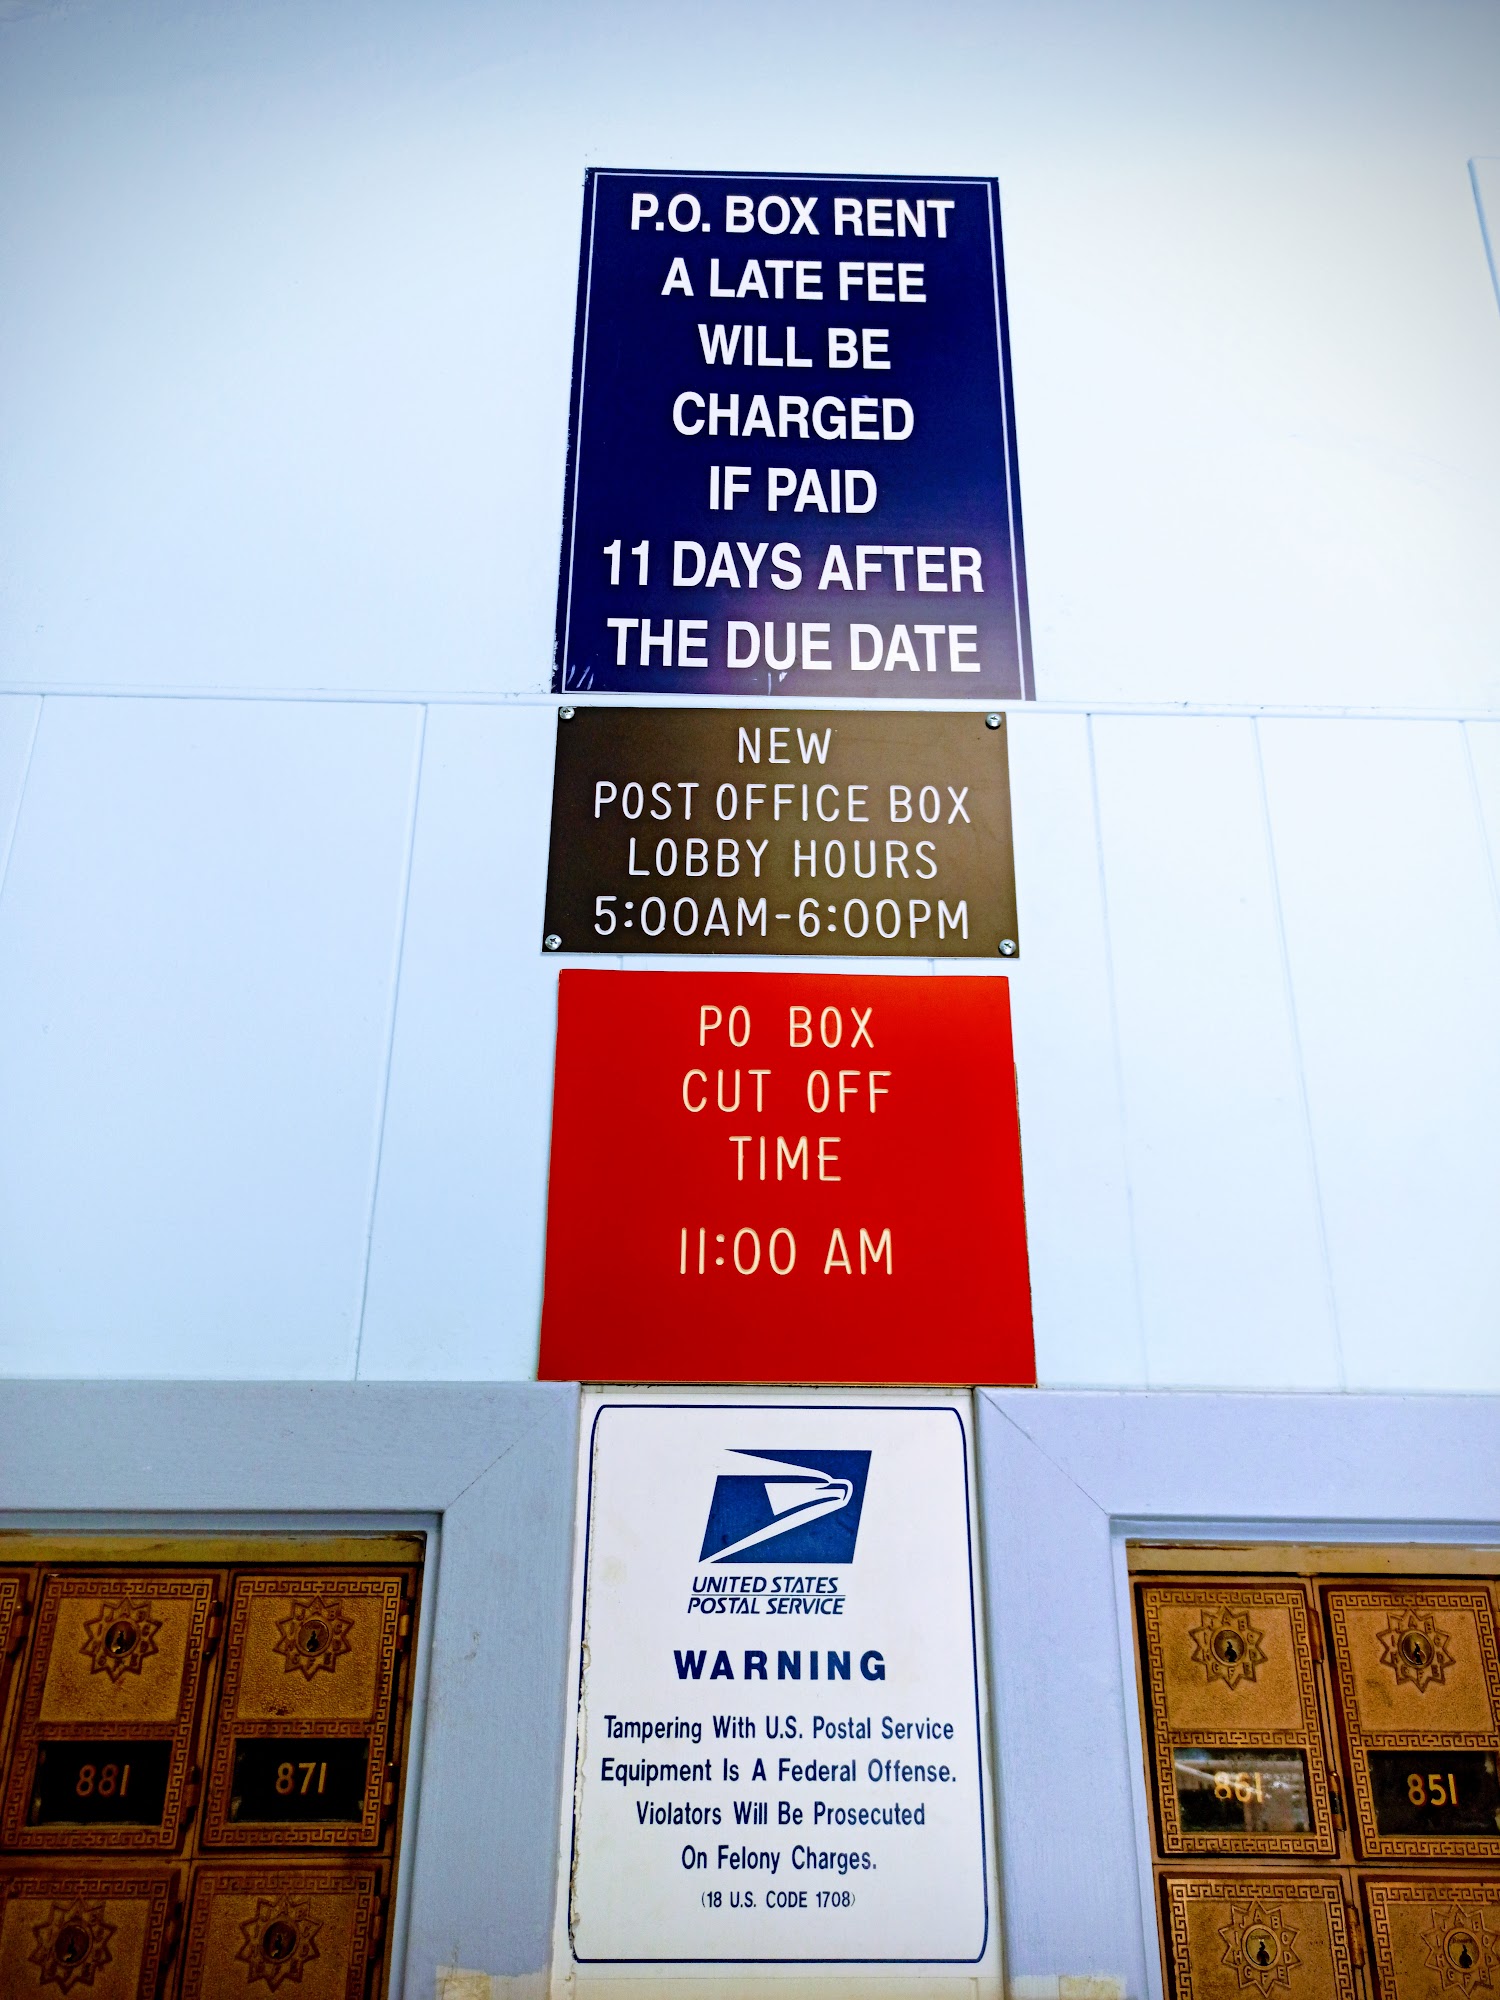 P.O. BOX RENT
A LATE FEE
WILL BE
CHARGED
IF PAID
11 DAYS AFTER
THE DUE DATE
NEW
POST OFFICE BOX
LOBBY HOURS
5:00AM-6:00PM
PO BOX
CUT OFF
TIME
11:00 AM
UNITED STATES
POSTAL SERVICE
WARNING
Tampering With U.S. Postal Service
Equipment Is A Federal Offense.
Violators Will Be Prosecuted
On Felony Charges.
(18 U.S. CODE 1708)
881
871
861
851